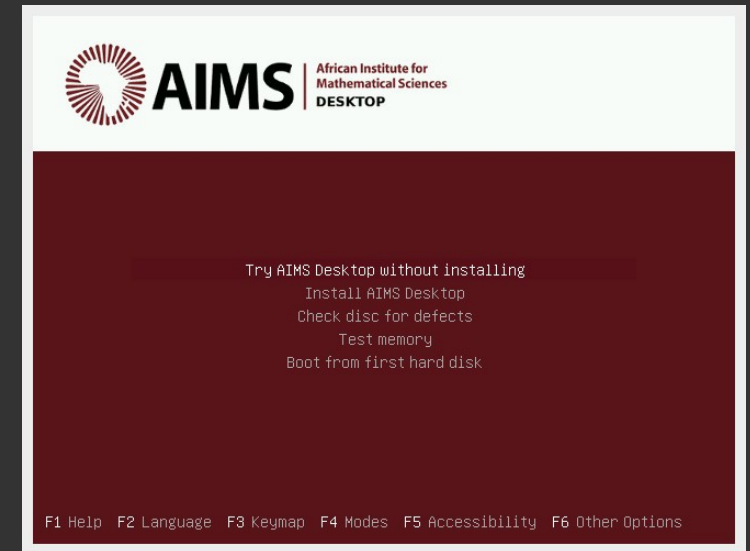 AIMS
African Institute for
Mathematical Sciences
DESKTOP
Try AIMS Desktop without installing
Install AIMS Desktop
Check disc for defects
Test memory
Boot from first hard disk
F1 Help F2 Language F3 Keymap F4 Modes F5 Accessibility F6 Other Options